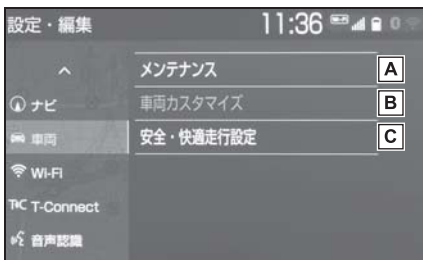 設定・編集 11:36 0
メンテナンス A
ナビ
車両カスタマイズ B
車両
安全・快適走行設定 C
Wi-Fi
T-Connect
音声認識